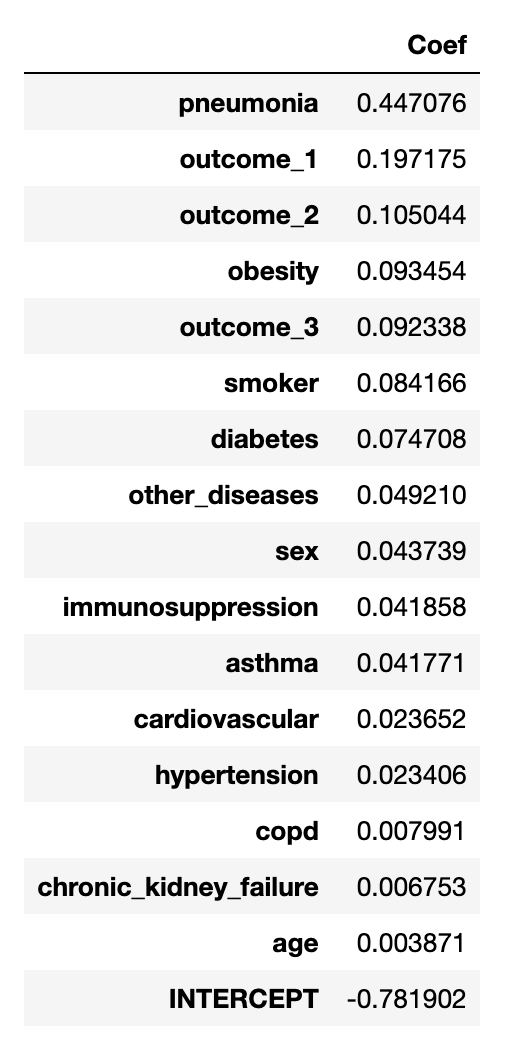 Coef
pneumonia 0.447076
outcome_1 0.197175
outcome_2 0.105044
obesity 0.093454
outcome_3 0.092338
smoker 0.084166
diabetes 0.074708
other_diseases 0.049210
sex 0.043739
immunosuppression 0.041858
asthma 0.041771
cardiovascular 0.023652
hypertension 0.023406
copd 0.007991
chronic_kidney_failure 0.006753
age 0.003871
INTERCEPT -0.781902